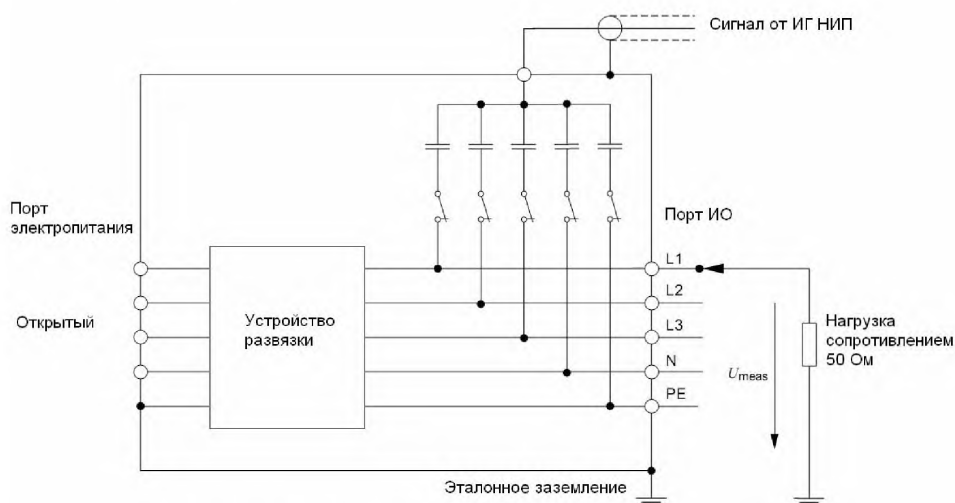 Сигнал от ИГ НИП
Порт
электропитания
Порт ИО
L1
L2
Открытый
Устройство
развязки
L3
Нагрузка
сопротивлением
50 Ом
N
U meas
PE
Эталонное заземление